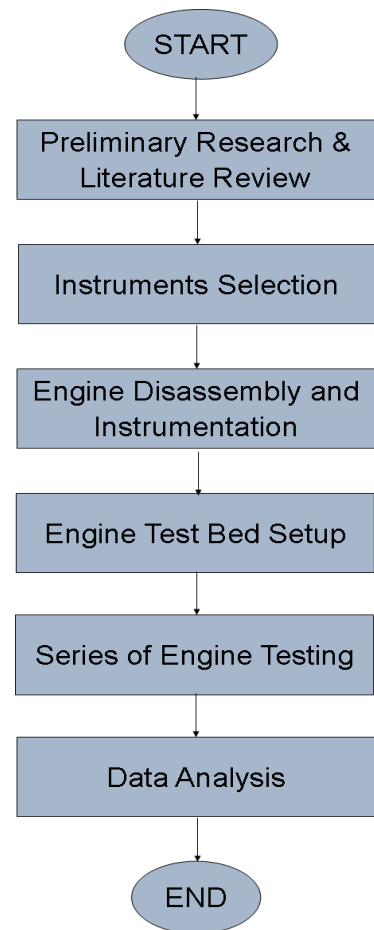 START
Preliminary Research &
Literature Review
Instruments Selection
Engine Disassembly and
Instrumentation
Engine Test Bed Setup
Series of Engine Testing
Data Analysis
END